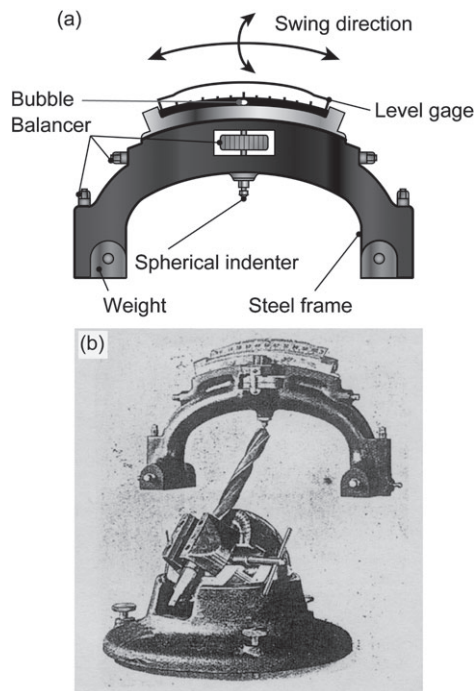 (a)
Swing direction
Bubble
Balancer
Level gage
Spherical indenter
Weight
Steel frame
(b)